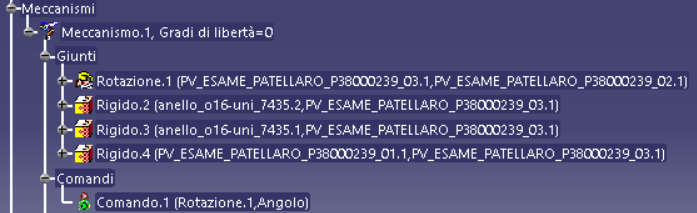 Meccanismi
Meccanismo.1, Gradi di libertà=0
Giunti
Rotazione.1 (PV_ESAME_PATELLARO_P38000239_03.1,PV_ESAME_PATELLARO_P38000239_02.1)
Rigido.2 (anello_o16-uni_7435.2,PV_ESAME_PATELLARO_P38000239_03.1)
Rigido.3 (anello_o16-uni_7435.1,PV_ESAME_PATELLARO_P38000239_03.1)
Rigido.4 (PV_ESAME_PATELLARO_P38000239_01.1,PV_ESAME_PATELLARO_P38000239_03.1)
Comandi
Comando.1 (Rotazione.1,Angolo)